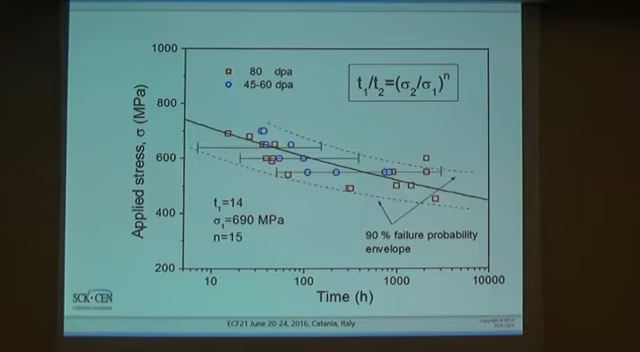 1000
800
600
400
200
Applied stress, σ (MPa)
80 dpa
45-60 dpa
t₁/t₂=(σ₂/σ₁)ⁿ
t₁=14
σ₁=690 MPa
n=15
90 % failure probability
envelope
10
100
1000
10000
Time (h)
SCK·CEN
ECF21 June 20-24, 2016, Catania, Italy